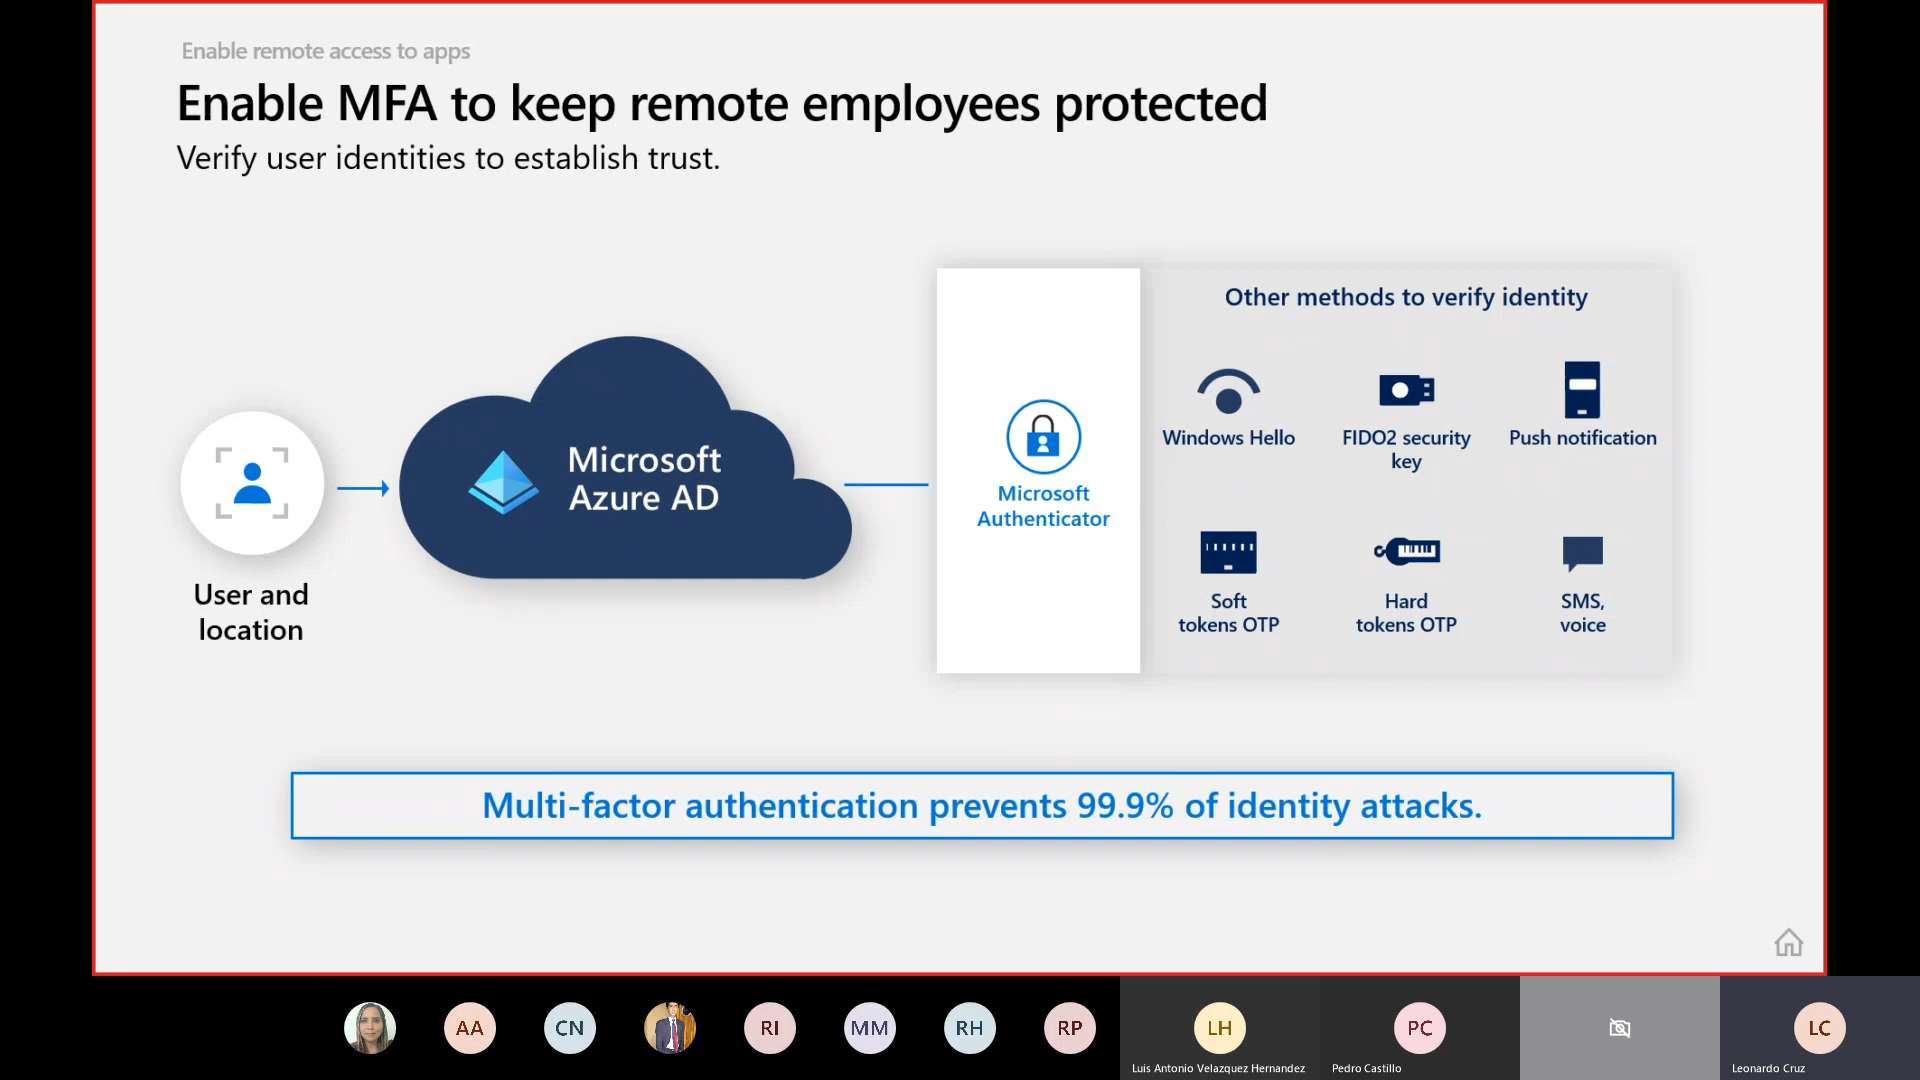 Enable remote access to apps
Enable MFA to keep remote employees protected
Verify user identities to establish trust.
User and
location
Microsoft
Azure AD
Microsoft
Authenticator
Other methods to verify identity
Windows Hello
FIDO2 security
key
Push notification
Soft
tokens OTP
Hard
tokens OTP
SMS,
voice
Multi-factor authentication prevents 99.9% of identity attacks.
AA
CN
RI
MM
RH
RP
LH
Luis Antonio Velazquez Hernandez
PC
Pedro Castillo
LC
Leonardo Cruz